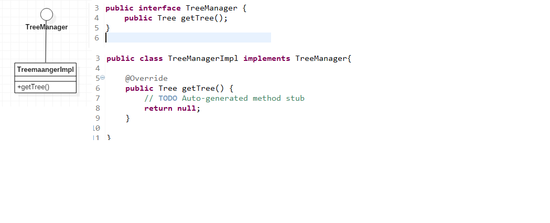 TreeManager
TreemaangerImpl
+getTree()
3 public interface TreeManager {
4 public Tree getTree();
5 }
6
3 public class TreeManagerImpl implements TreeManager{
4
5 @Override
6 public Tree getTree() {
7 // TODO Auto-generated method stub
8 return null;
9 }
10
11 }